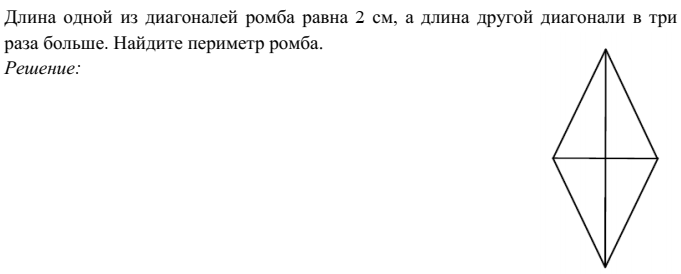 Длина одной из диагоналей ромба равна 2 см, а длина другой диагонали в три
раза больше. Найдите периметр ромба.
Решение: